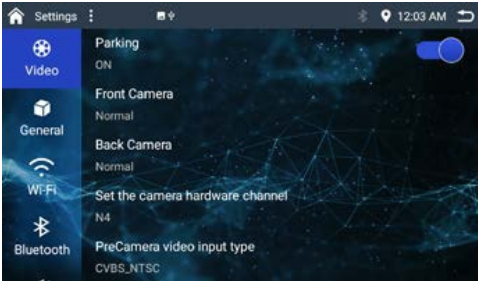 Settings
12:03 AM
Video
General
Wi-Fi
Bluetooth
Parking
ON
Front Camera
Normal
Back Camera
Normal
Set the camera hardware channel
N4
PreCamera video input type
CVBS_NTSC